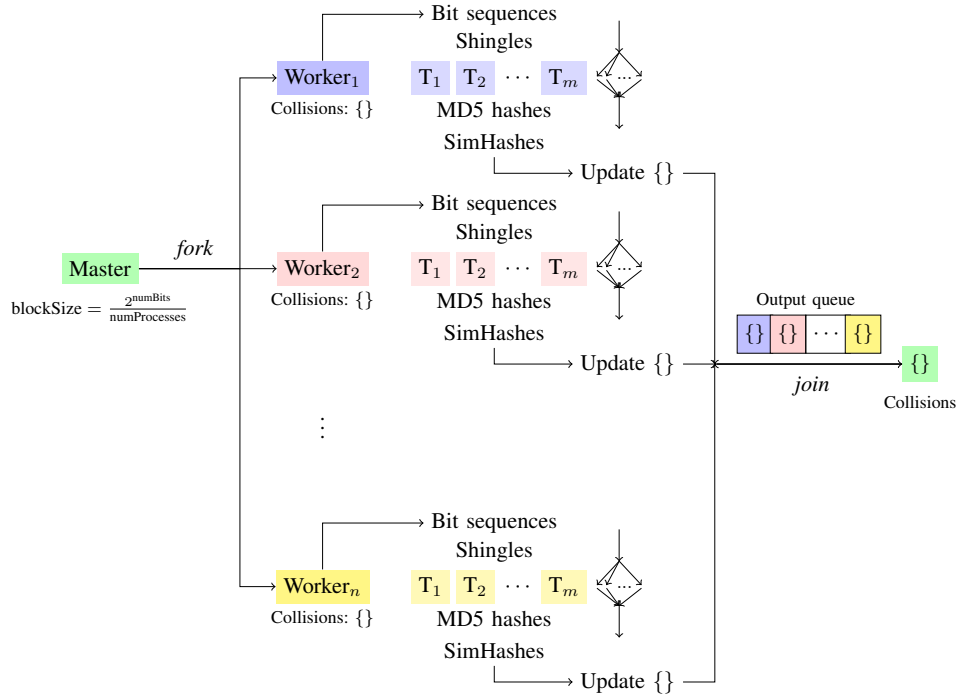 Bit sequences
Shingles
Worker₁ T₁ T₂ ⋯ Tₘ ...
Collisions: {} MD5 hashes
SimHashes
Update {}
Bit sequences
Shingles
fork
Master Worker₂ T₁ T₂ ⋯ Tₘ ...
Collisions: {} MD5 hashes
blockSize = 2^numBits / numProcesses
Output queue
SimHashes {} {} ⋯ {}
Update {} {}
join
Collisions
⋮
Bit sequences
Shingles
Workerₙ T₁ T₂ ⋯ Tₘ ...
Collisions: {} MD5 hashes
SimHashes
Update {}